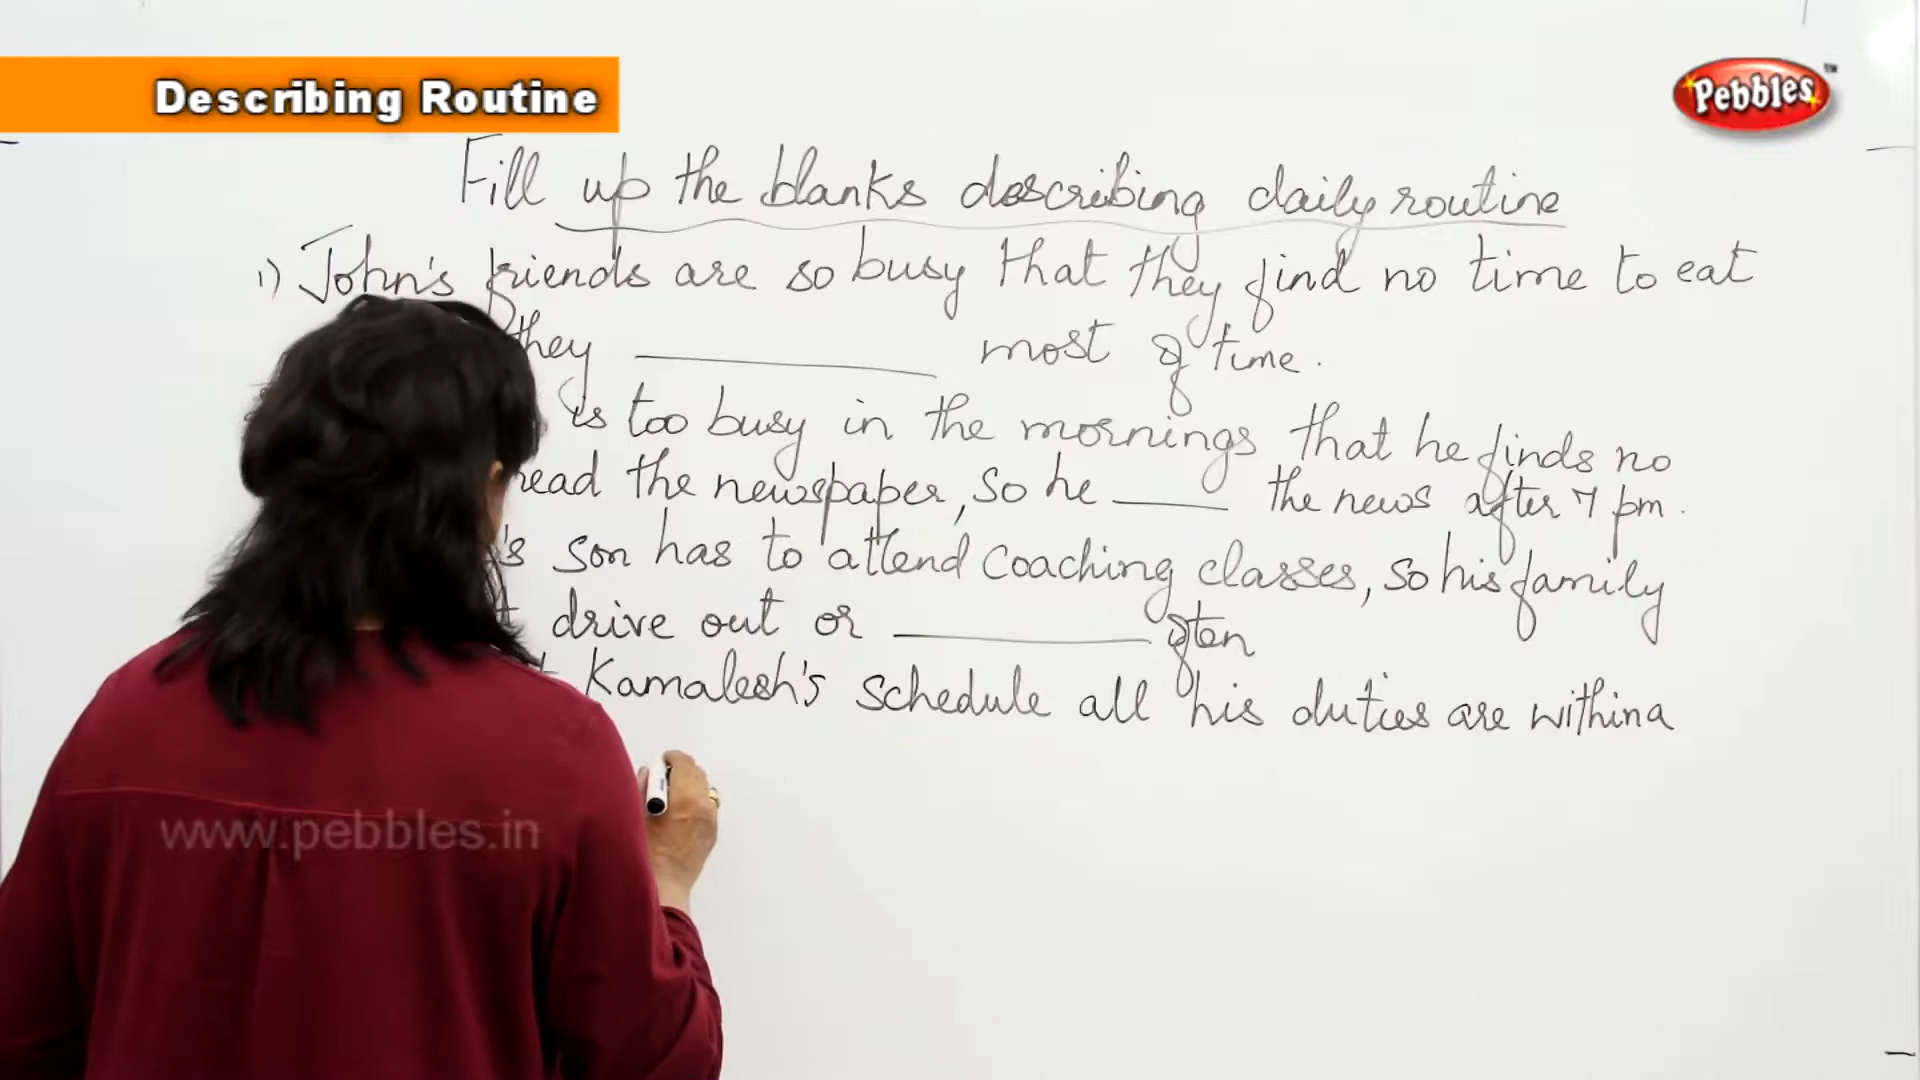 Describing Routine
Pebbles™
Fill up the blanks describing daily routine
1) John's friends are so busy that they find no time to eat
they ________ most of time.
is too busy in the mornings that he finds no
read the newspaper, so he ____ the news after 7 pm.
's son has to attend coaching classes, so his family
drive out or ________ often
Kamalesh's schedule all his duties are within a
www.pebbles.in